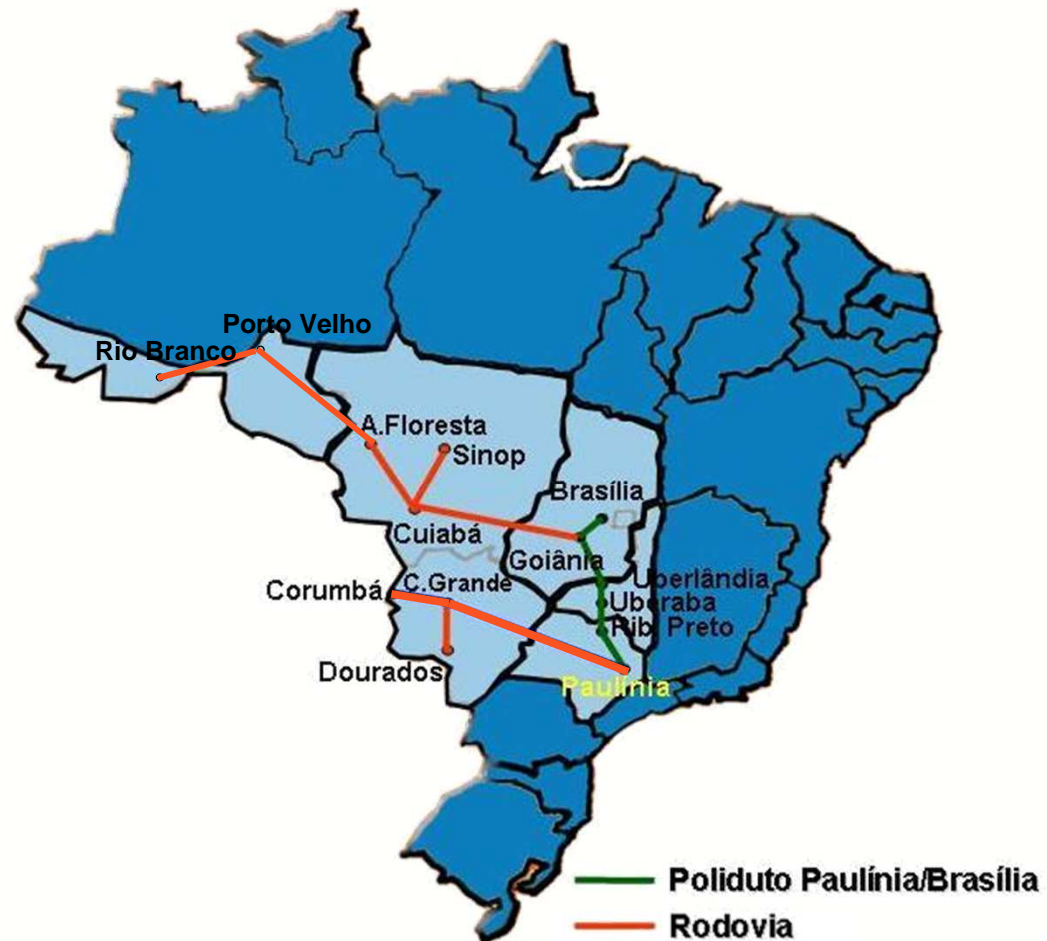 Porto Velho
Rio Branco
A.Floresta
Sinop
Brasília
Cuiabá
Goiânia
Uberlândia
Corumbá
C.Grande
Uberaba
Rib. Preto
Dourados
Paulínia
Poliduto Paulínia/Brasília
Rodovia